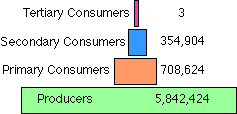 Tertiary Consumers 3
Secondary Consumers 354,904
Primary Consumers 708,624
Producers 5,842,424